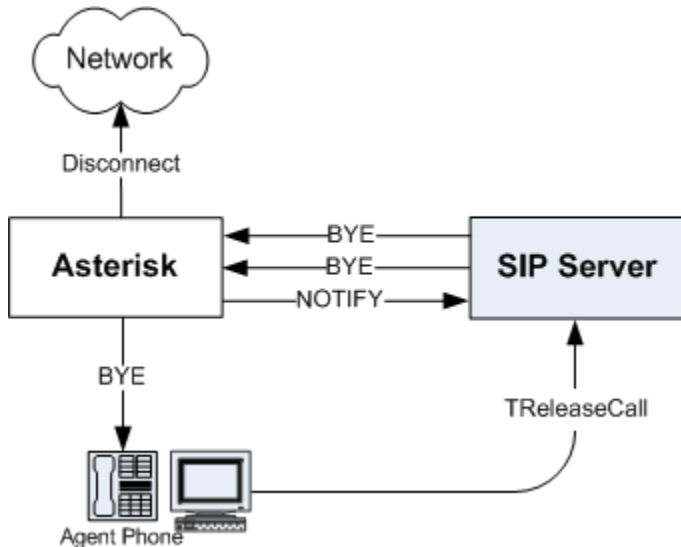 Network
Disconnect
BYE
Asterisk
BYE
SIP Server
NOTIFY
BYE
TReleaseCall
Agent Phone